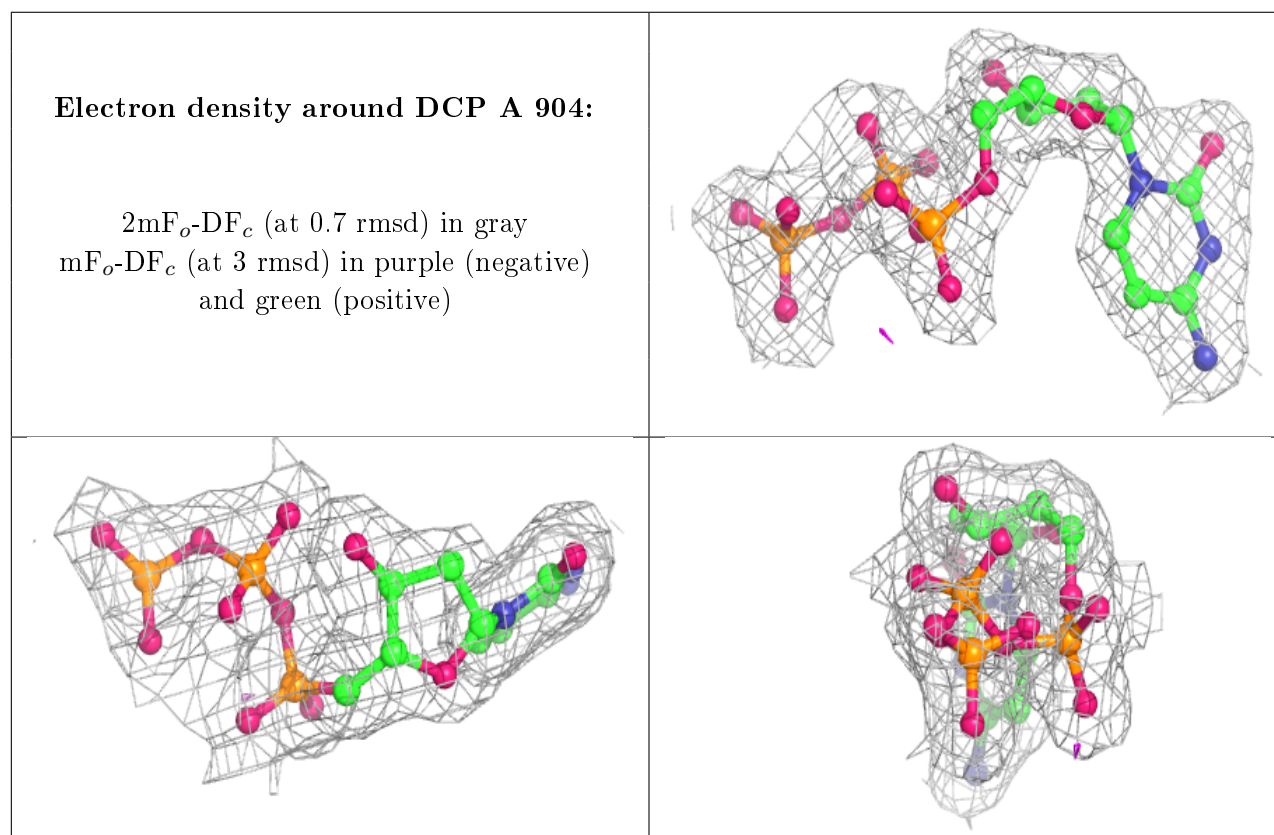 Electron density around DCP A 904:
2mFo-DFc (at 0.7 rmsd) in gray
mFo-DFc (at 3 rmsd) in purple (negative)
and green (positive)